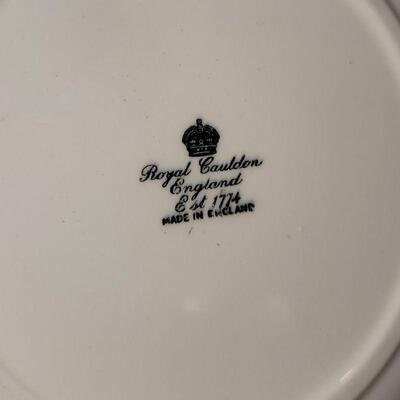 Royal Cauldon
England
Est 1774
MADE IN ENGLAND